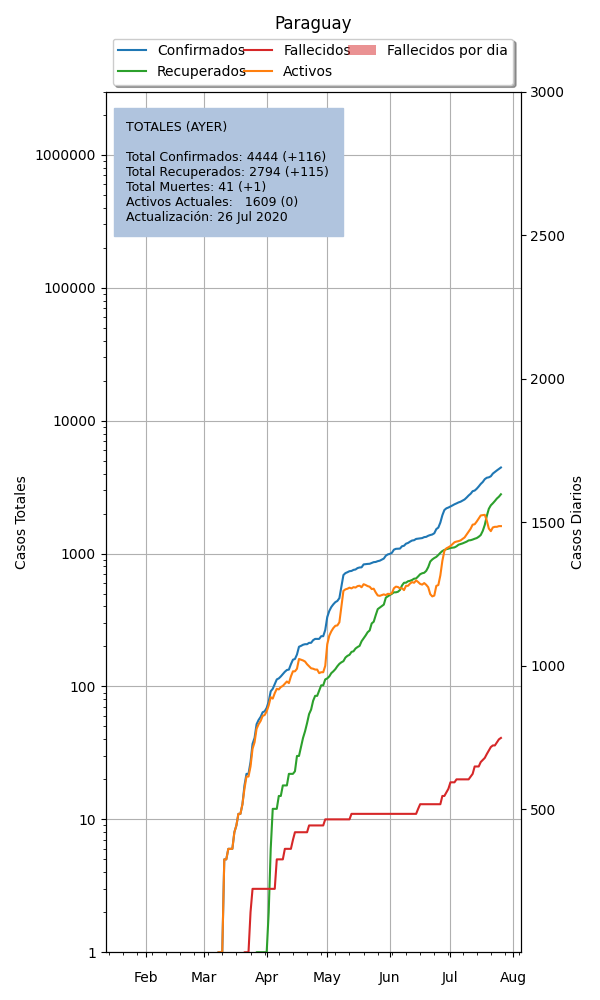 Paraguay
Confirmados
Fallecidos
Fallecidos por dia
Recuperados
Activos
TOTALES (AYER)
Total Confirmados: 4444 (+116)
Total Recuperados: 2794 (+115)
Total Muertes: 41 (+1)
Activos Actuales:   1609 (0)
Actualización: 26 Jul 2020
1000000
100000
10000
1000
100
10
1
Casos Totales
3000
2500
2000
1500
1000
500
Casos Diarios
Feb
Mar
Apr
May
Jun
Jul
Aug